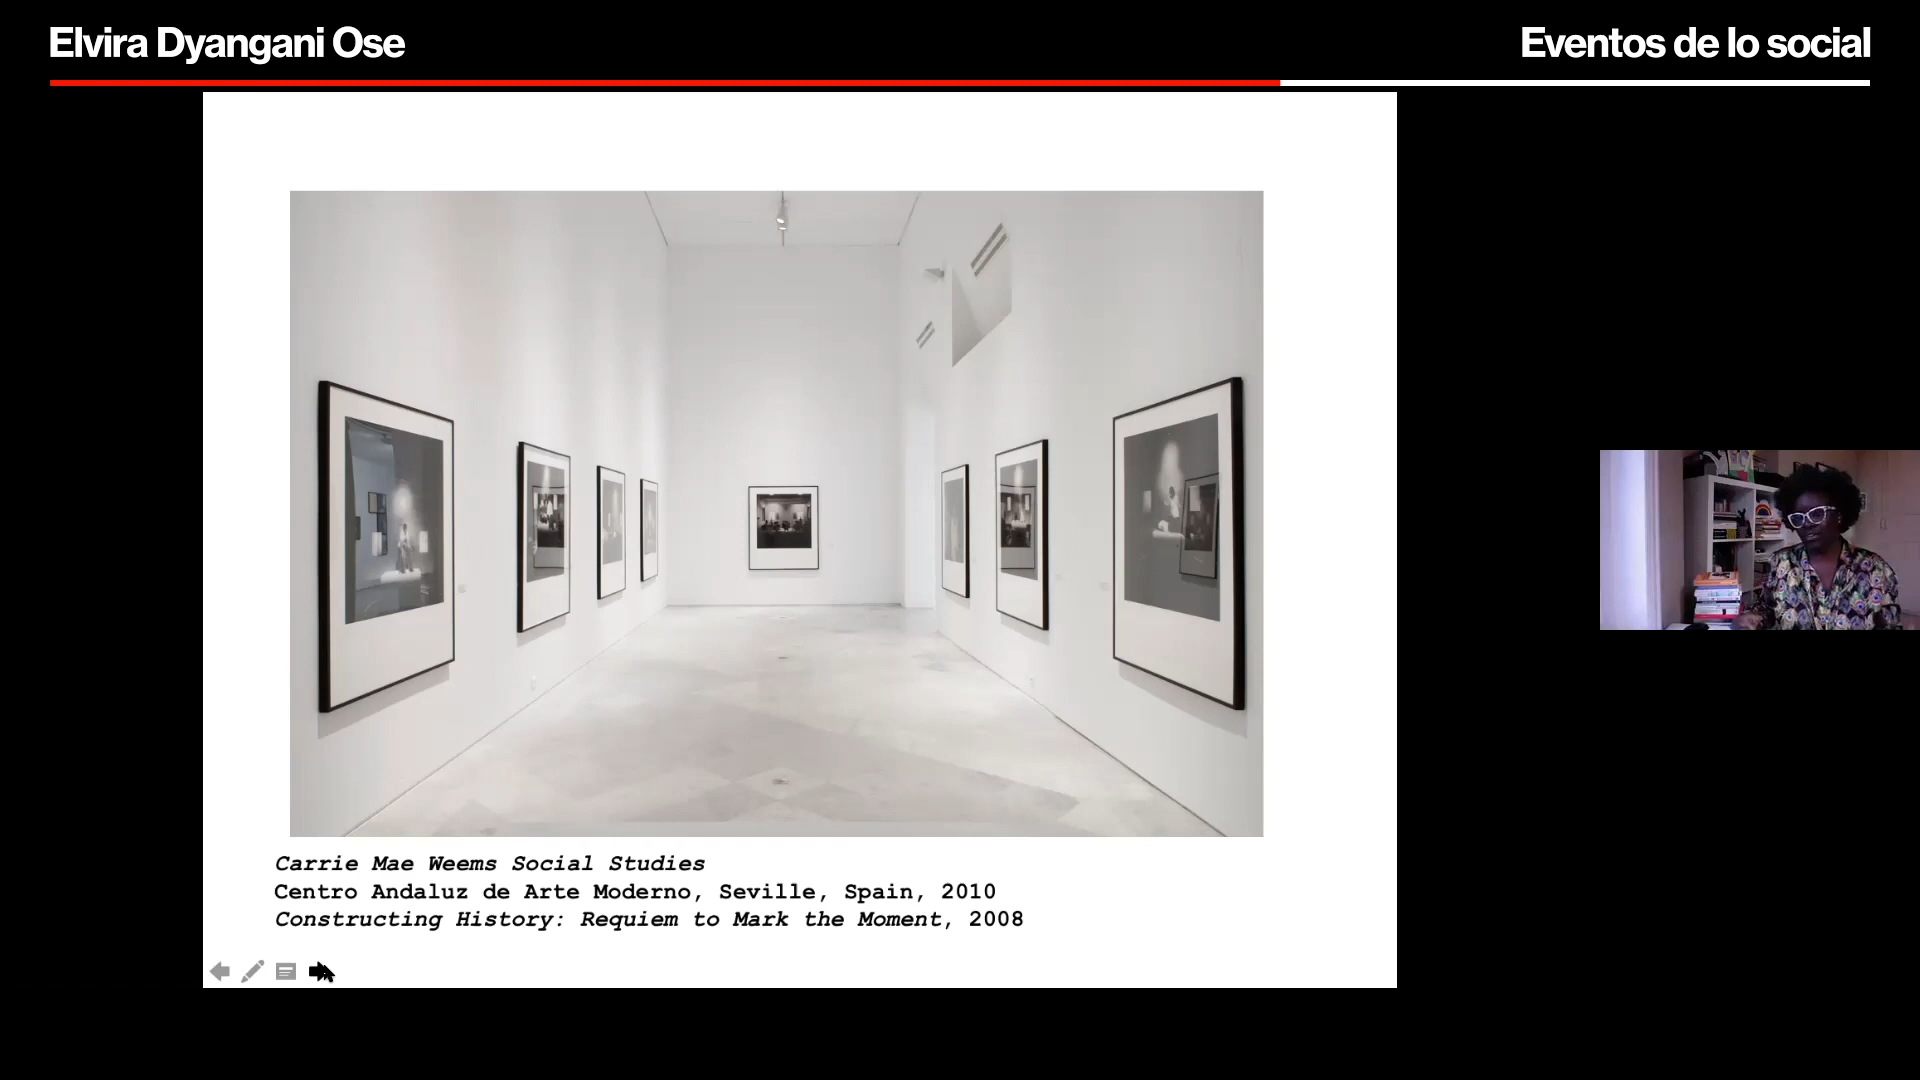 Elvira Dyangani Ose
Eventos de lo social
Carrie Mae Weems Social Studies
Centro Andaluz de Arte Moderno, Seville, Spain, 2010
Constructing History: Requiem to Mark the Moment, 2008